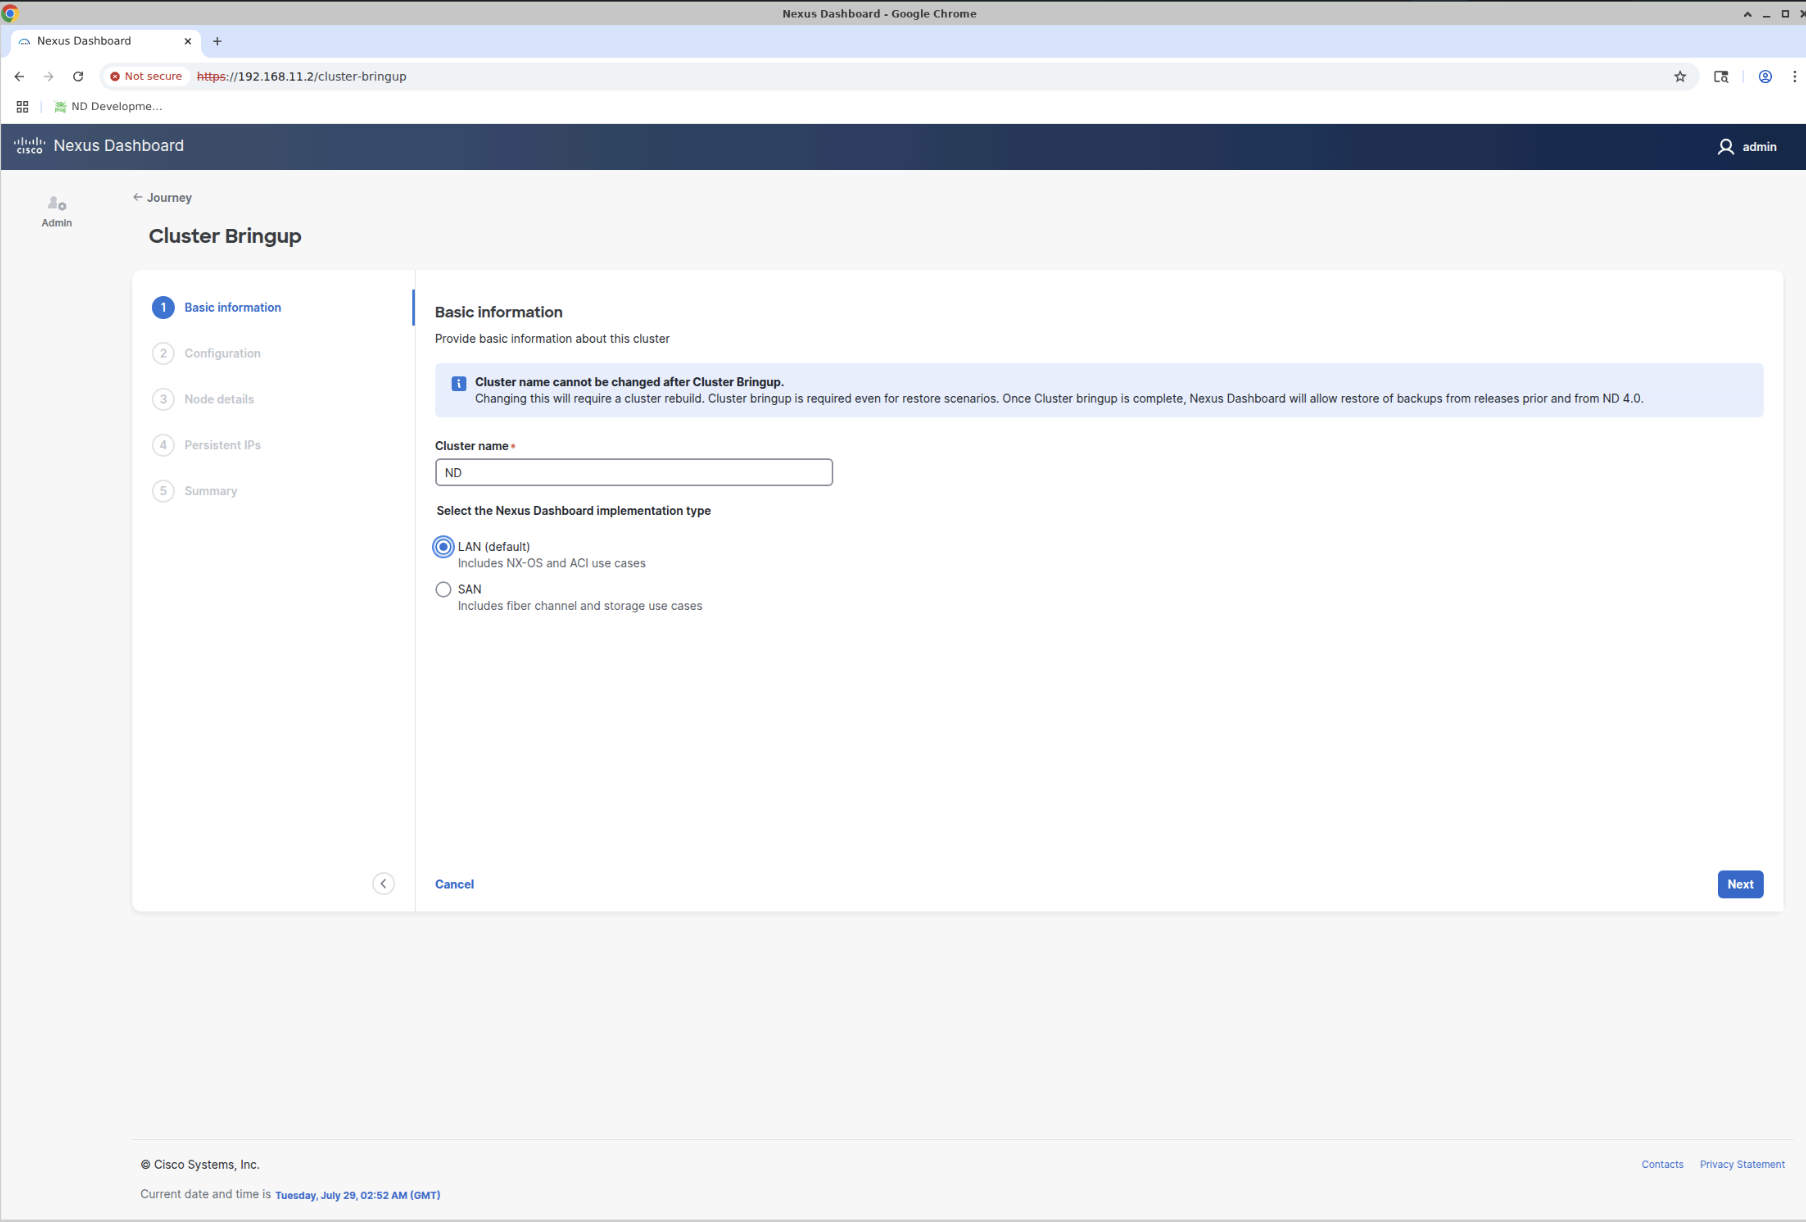 Nexus Dashboard - Google Chrome
Nexus Dashboard
Not secure https://192.168.11.2/cluster-bringup
ND Developme...
CISCO Nexus Dashboard
admin
Admin
Journey
Cluster Bringup
1 Basic information
2 Configuration
3 Node details
4 Persistent IPs
5 Summary
Basic information
Provide basic information about this cluster
Cluster name cannot be changed after Cluster Bringup.
Changing this will require a cluster rebuild. Cluster bringup is required even for restore scenarios. Once Cluster bringup is complete, Nexus Dashboard will allow restore of backups from releases prior and from ND 4.0.
Cluster name *
ND
Select the Nexus Dashboard implementation type
LAN (default)
Includes NX-OS and ACI use cases
SAN
Includes fiber channel and storage use cases
Cancel
Next
© Cisco Systems, Inc.
Contacts Privacy Statement
Current date and time is Tuesday, July 29, 02:52 AM (GMT)